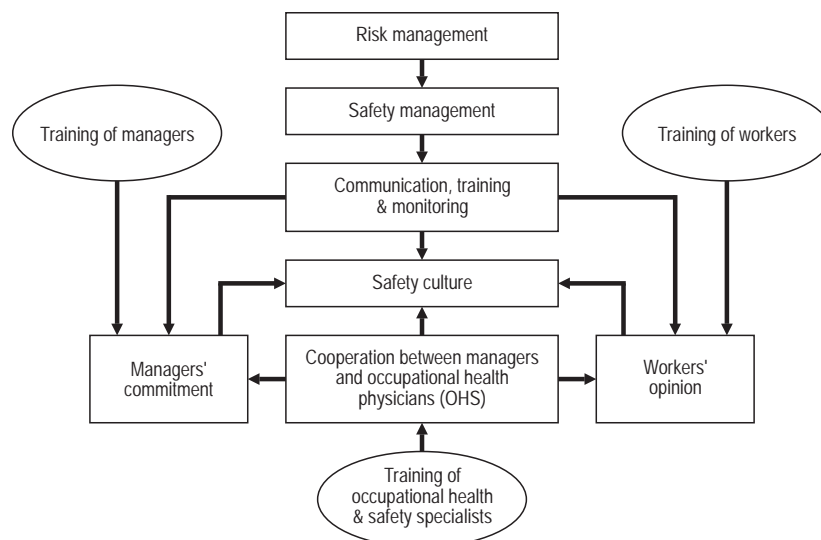 Risk management
Safety management
Training of managers
Training of workers
Communication, training
& monitoring
Safety culture
Managers'
commitment
Cooperation between managers
and occupational health
physicians (OHS)
Workers'
opinion
Training of
occupational health
& safety specialists